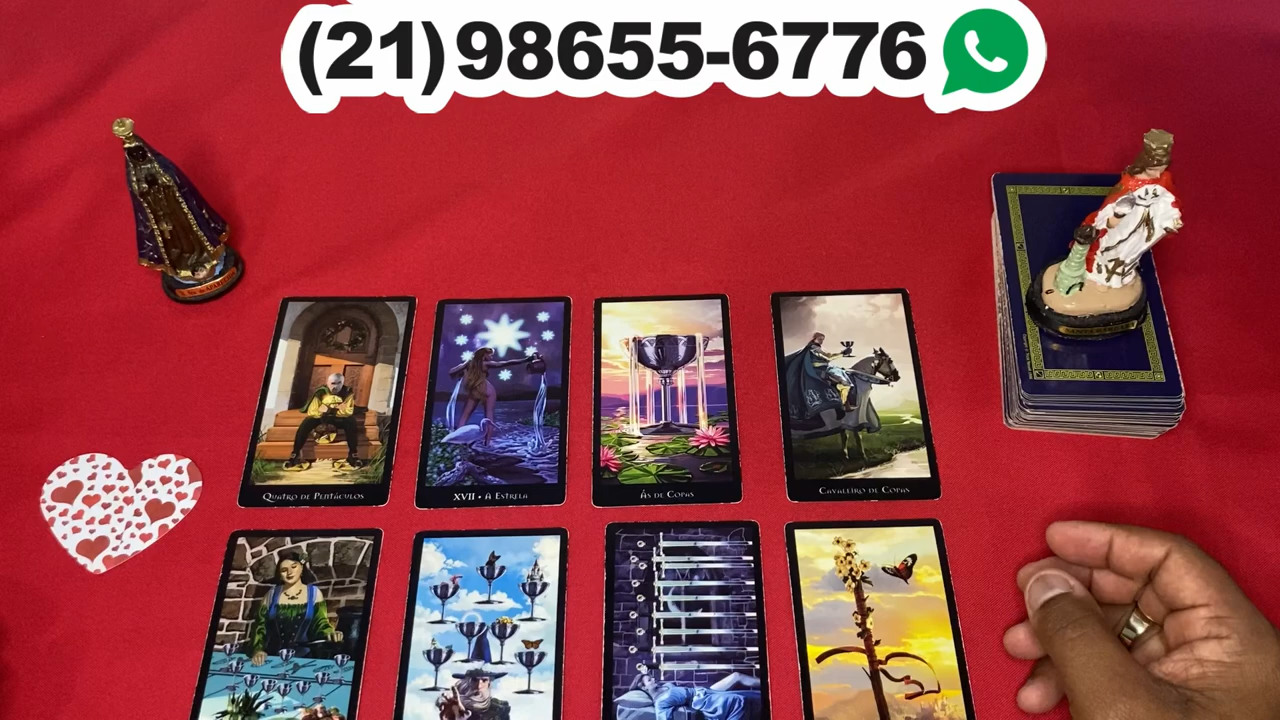 (21)98655-6776
QUATRO DE PENTÁCULOS
XVII • A ESTRELA
ÁS DE COPAS
CAVALEIRO DE COPAS